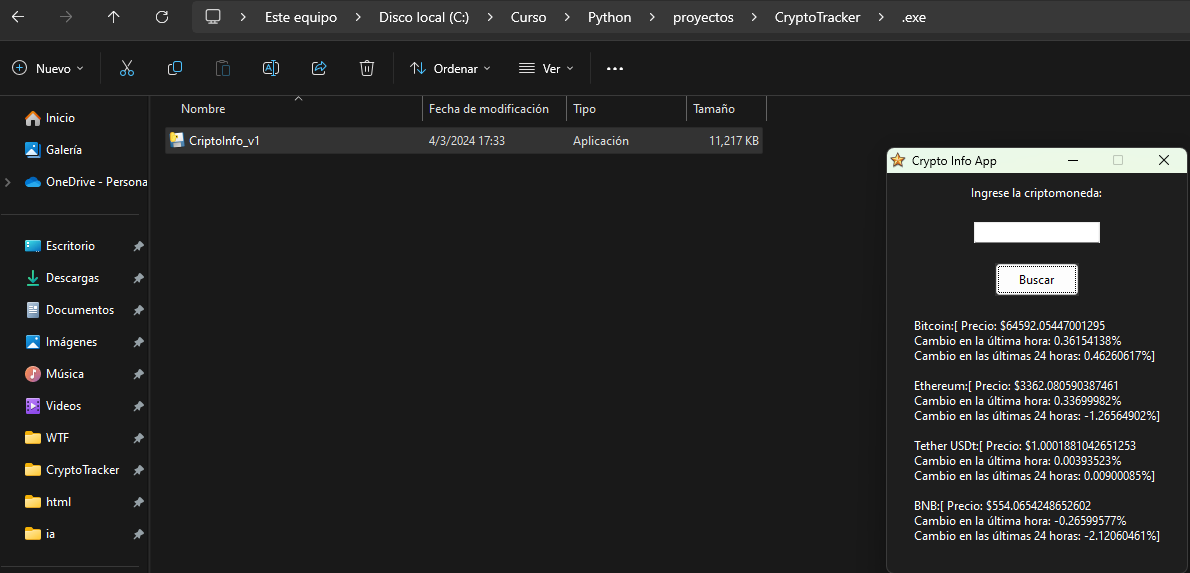 Este equipo > Disco local (C:) > Curso > Python > proyectos > CryptoTracker > .exe
Nuevo Ordenar Ver
Nombre Fecha de modificación Tipo Tamaño
CriptoInfo_v1 4/3/2024 17:33 Aplicación 11,217 KB
Inicio
Galería
OneDrive - Persona
Escritorio
Descargas
Documentos
Imágenes
Música
Videos
WTF
CryptoTracker
html
ia
Crypto Info App
Ingrese la criptomoneda:
Buscar
Bitcoin:[ Precio: $64592.05447001295
Cambio en la última hora: 0.36154138%
Cambio en las últimas 24 horas: 0.46260617%]
Ethereum:[ Precio: $3362.080590387461
Cambio en la última hora: 0.33699982%
Cambio en las últimas 24 horas: -1.26564902%]
Tether USDt:[ Precio: $1.0001881042651253
Cambio en la última hora: 0.00393523%
Cambio en las últimas 24 horas: 0.00900085%]
BNB:[ Precio: $554.0654248652602
Cambio en la última hora: -0.26599577%
Cambio en las últimas 24 horas: -2.12060461%]